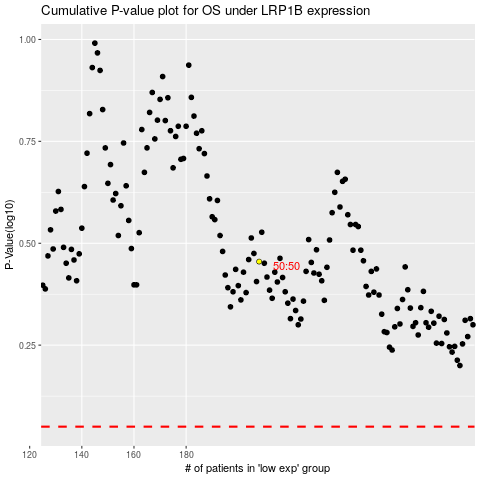 Cumulative P-value plot for OS under LRP1B expression
P-Value(log10)
1.00
0.75
0.50
0.25
50:50
120 124 140 160 180
# of patients in 'low exp' group